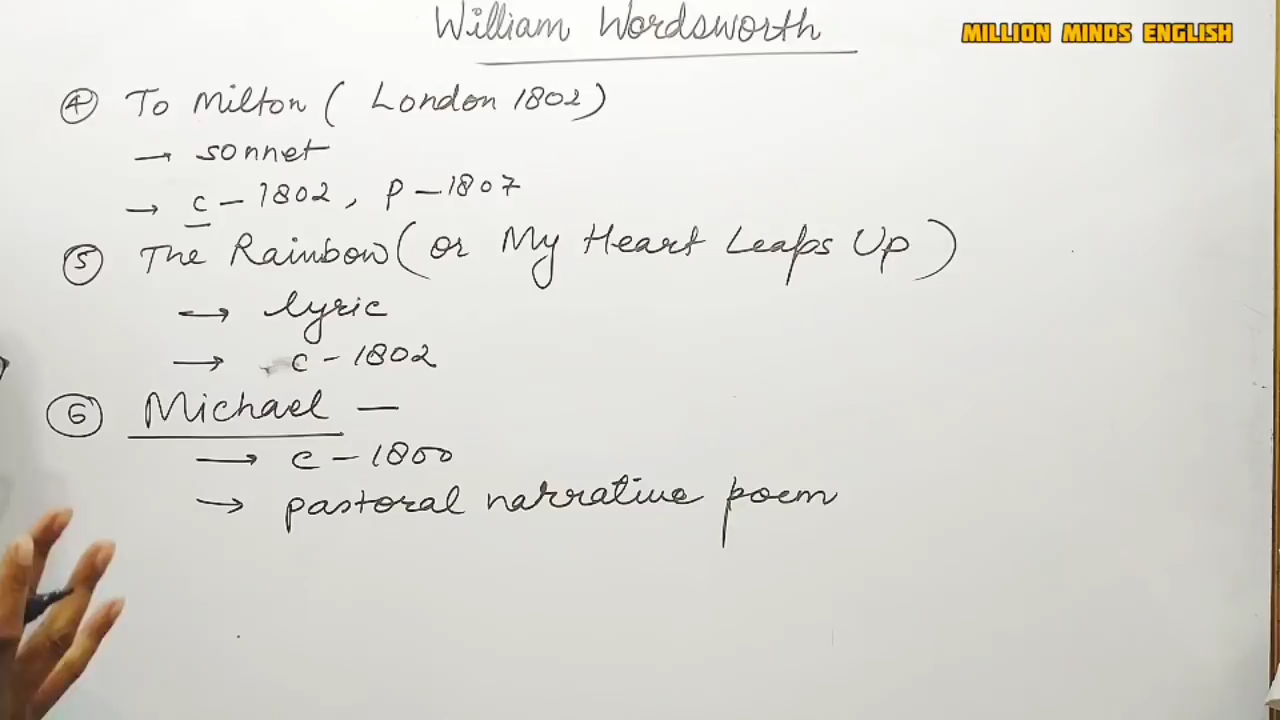 William Wordsworth
MILLION MINDS ENGLISH
④ To Milton ( London 1802)
→ sonnet
→ c - 1802, P - 1807
⑤ The Rainbow (or My Heart Leaps Up)
→ lyric
→ c - 1802
⑥ Michael —
→ c - 1800
→ pastoral narrative poem